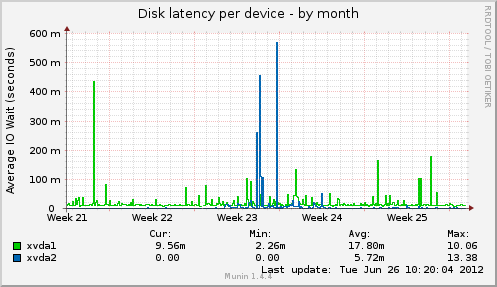 Disk latency per device - by month
RRDTOOL / TOBI OETIKER
Average IO Wait (seconds)
600 m
500 m
400 m
300 m
200 m
100 m
0
Week 21 Week 22 Week 23 Week 24 Week 25
Cur: Min: Avg: Max:
xvda1 9.56m 2.26m 17.80m 10.06
xvda2 0.00 0.00 5.72m 13.38
Last update: Tue Jun 26 10:20:04 2012
Munin 1.4.4